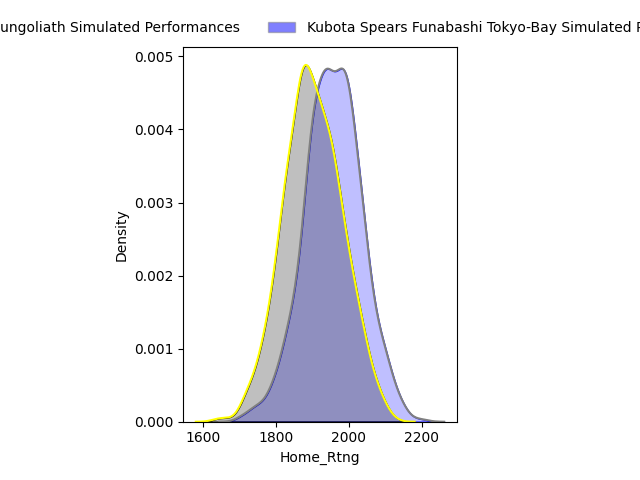 ungoliath Simulated Performances
Kubota Spears Funabashi Tokyo-Bay Simulated
0.005
0.004
0.003
0.002
0.001
0.000
Density
1600 1800 2000 2200
Home_Rtng